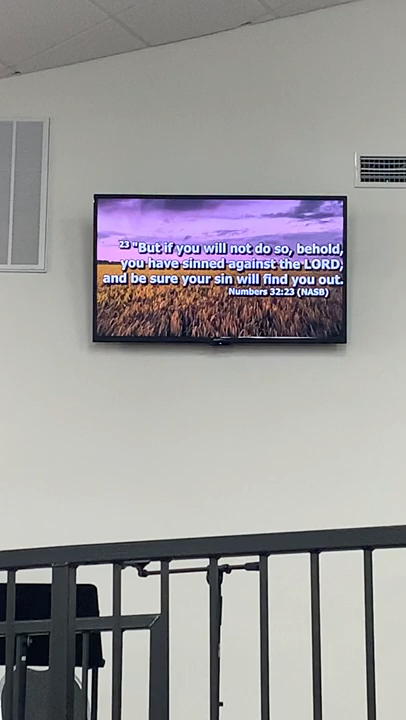 23 "But if you will not do so, behold,
you have sinned against the LORD;
and be sure your sin will find you out.
Numbers 32:23 (NASB)